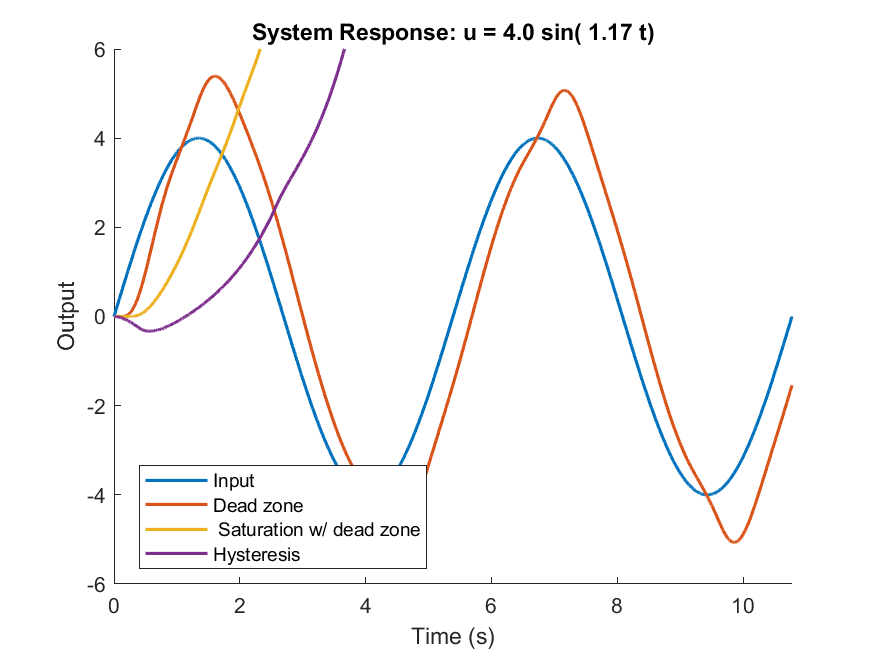 System Response: u = 4.0 sin( 1.17 t)
6
4
2
0
-2
-4
-6
Output
Input
Dead zone
Saturation w/ dead zone
Hysteresis
0 2 4 6 8 10
Time (s)